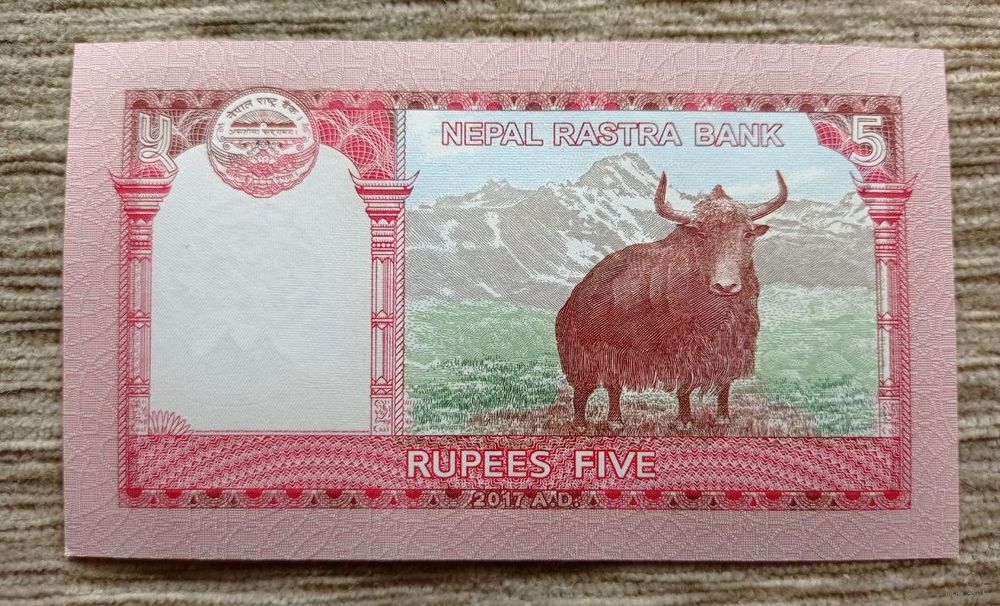 नेपाल राष्ट्र बैंक
५
NEPAL RASTRA BANK
5
RUPEES FIVE
2017 A.D.